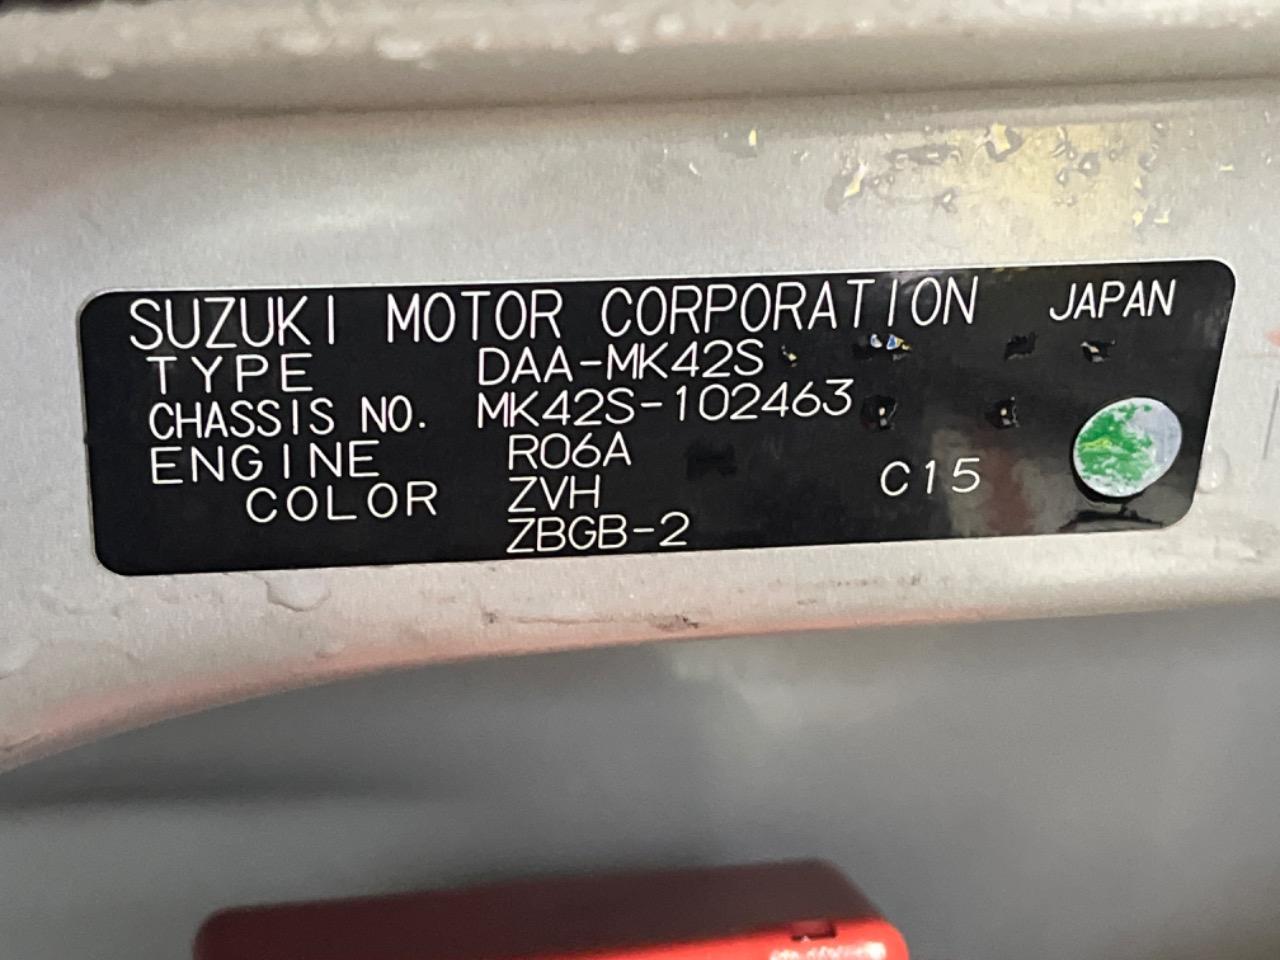 SUZUKI MOTOR CORPORATION JAPAN
TYPE DAA-MK42S
CHASSIS NO. MK42S-102463
ENGINE R06A
COLOR ZVH C15
ZBGB-2